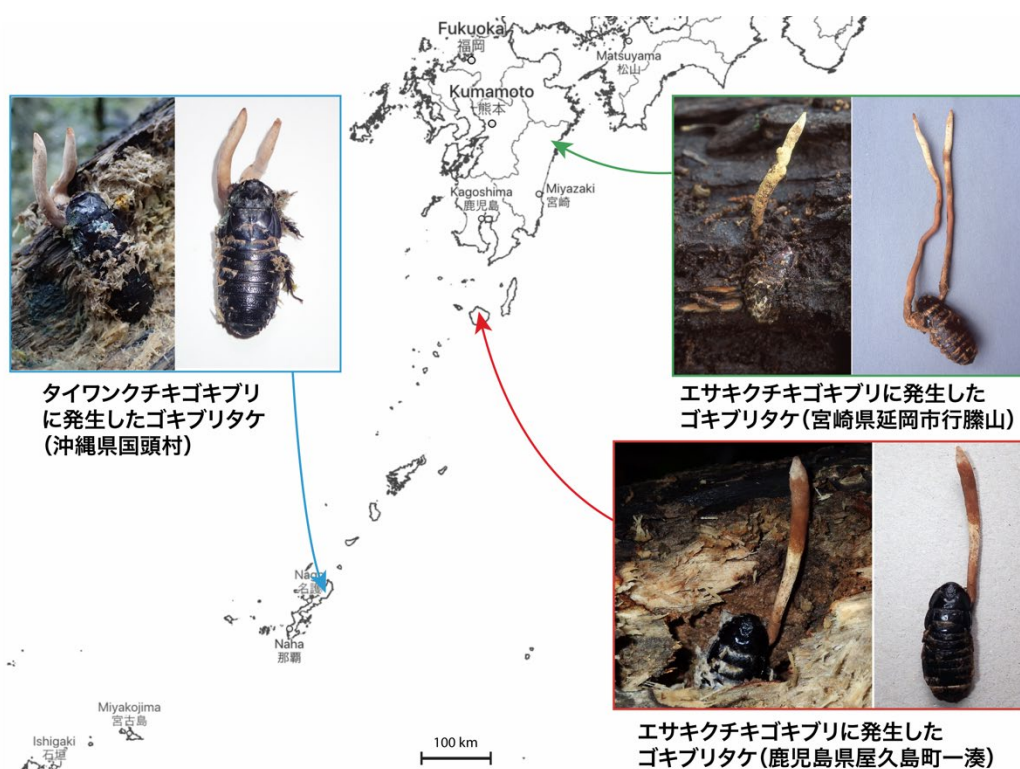 Fukuoka
福岡
Matsuyama
松山
Kumamoto
熊本
Kagoshima
鹿児島
Miyazaki
宮崎
タイワンクチキゴキブリ
に発生したゴキブリタケ
(沖縄県国頭村)
エサキクチキゴキブリに発生した
ゴキブリタケ(宮崎県延岡市行縢山)
Nago
名護
Naha
那覇
Miyakojima
宮古島
Ishigaki
石垣
100 km
エサキクチキゴキブリに発生した
ゴキブリタケ(鹿児島県屋久島町一湊)